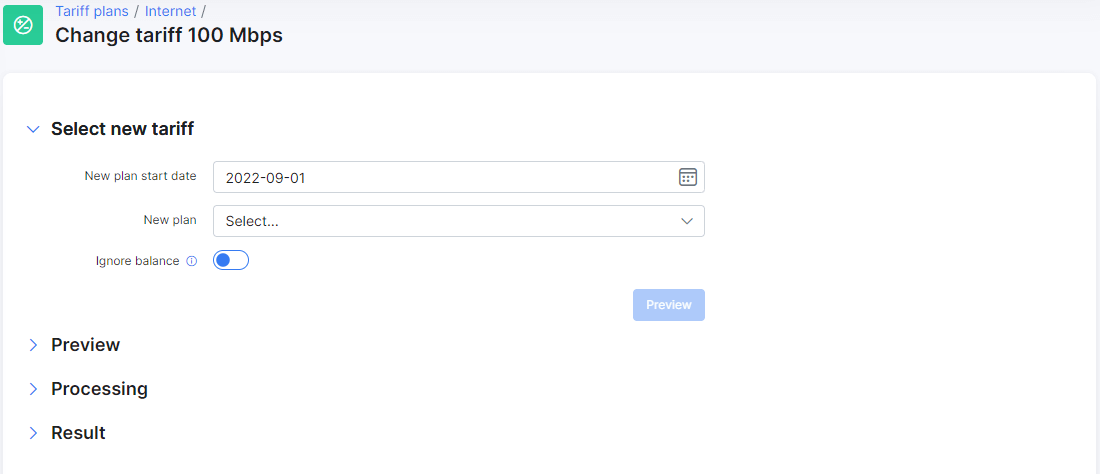 Tariff plans / Internet /
Change tariff 100 Mbps
Select new tariff
New plan start date 2022-09-01
New plan Select...
Ignore balance
Preview
Preview
Processing
Result